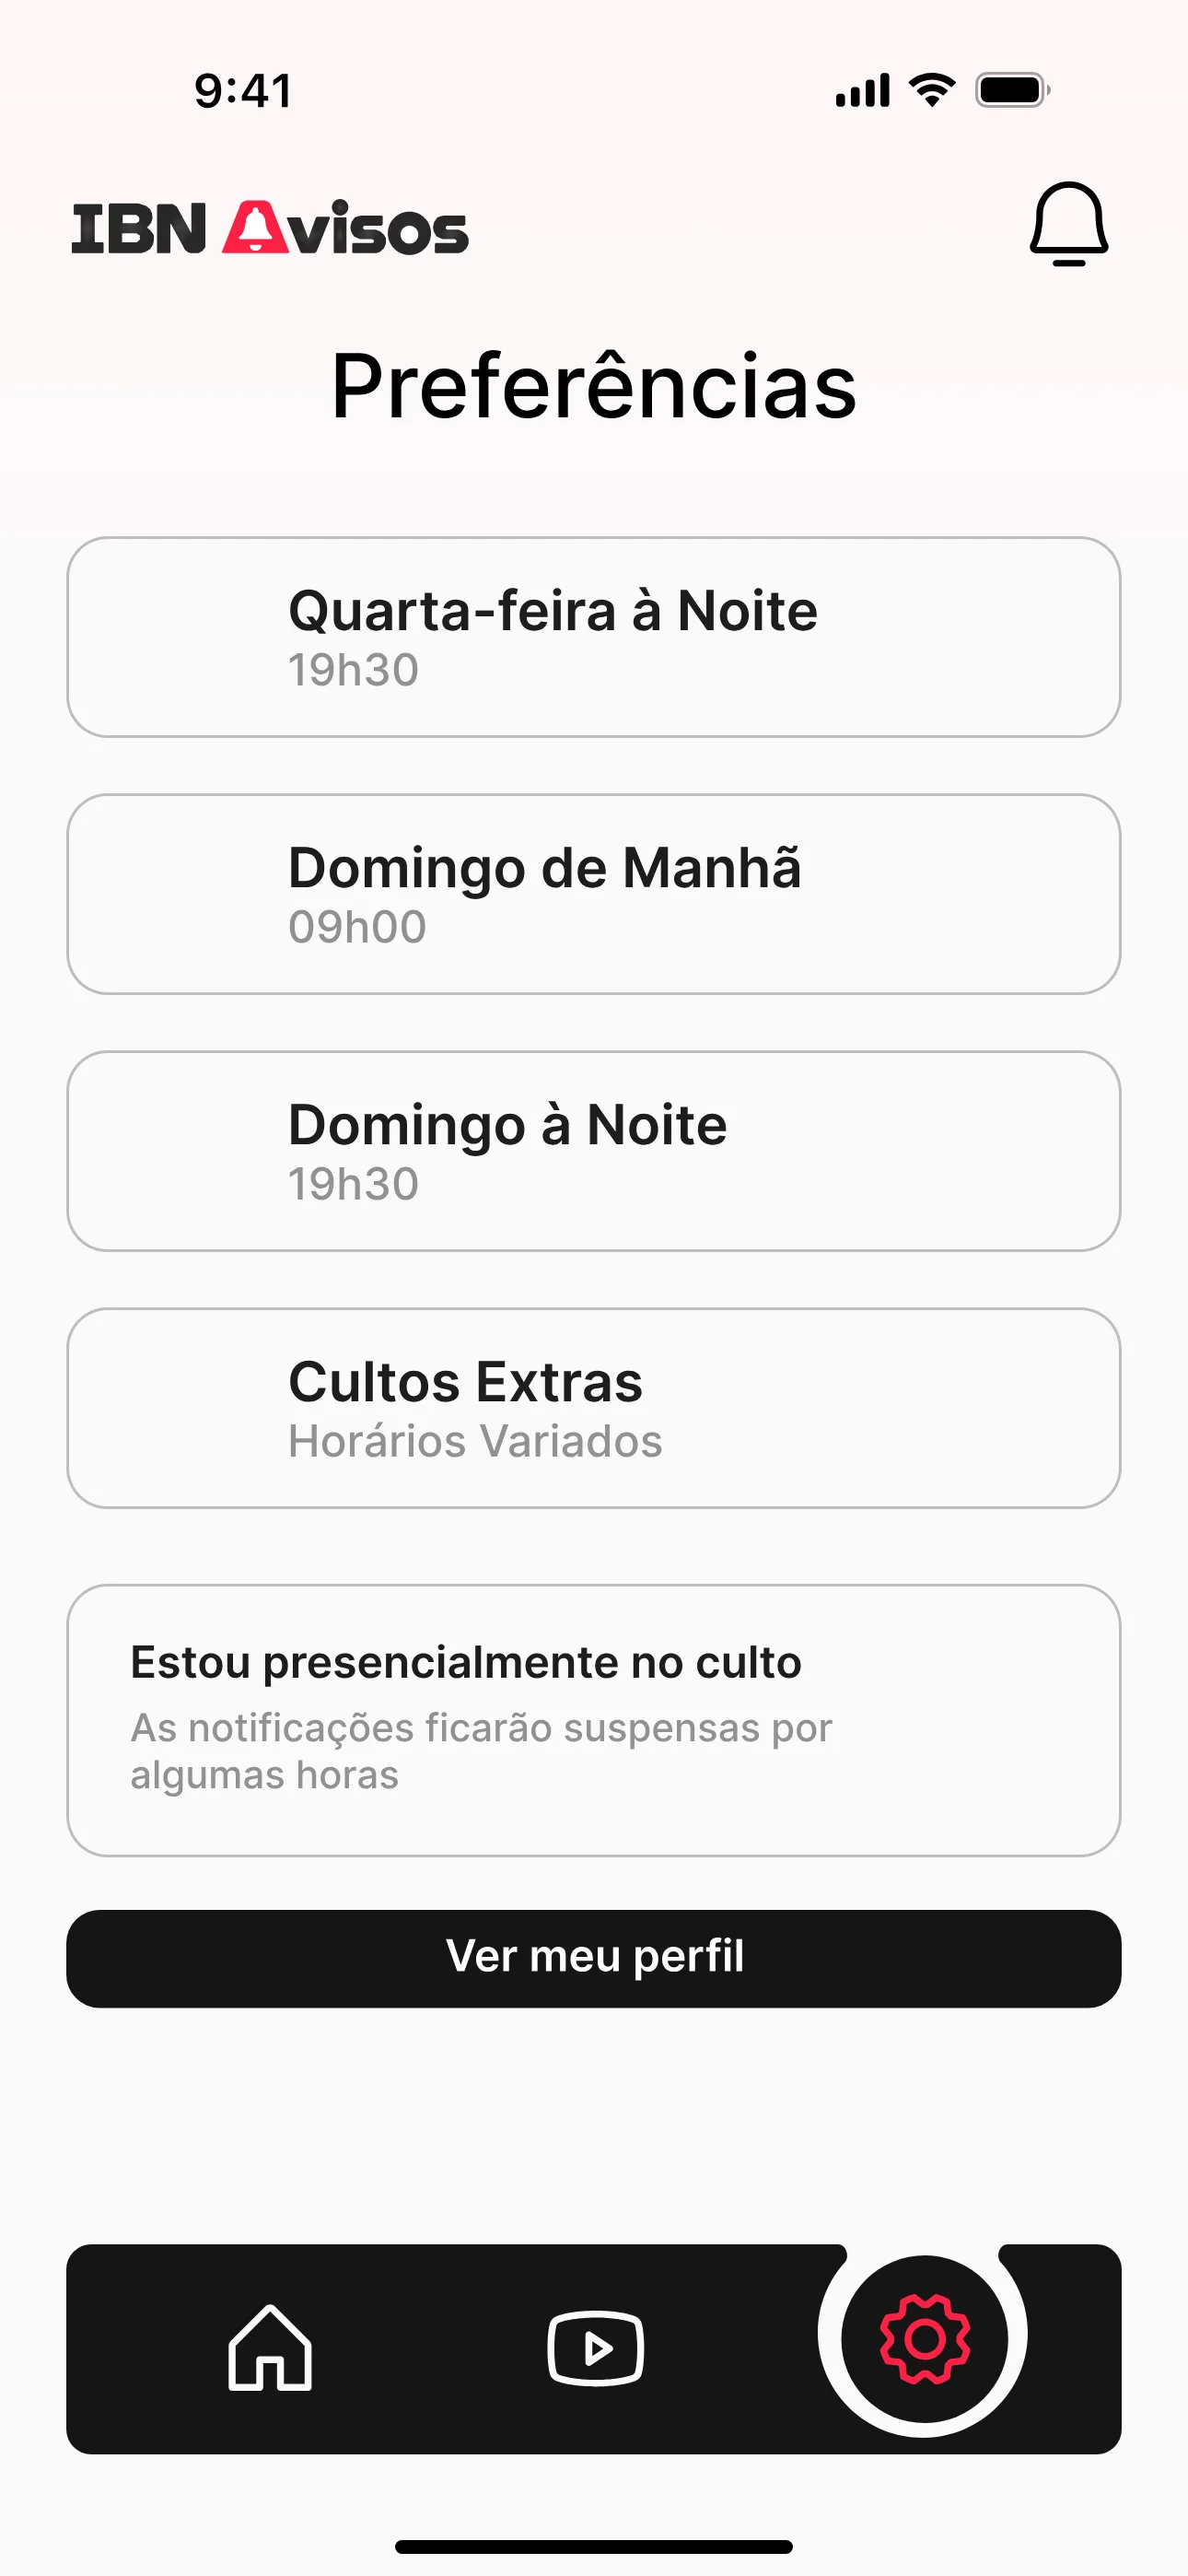 9:41
IBN Avisos
Preferências
Quarta-feira à Noite
19h30
Domingo de Manhã
09h00
Domingo à Noite
19h30
Cultos Extras
Horários Variados
Estou presencialmente no culto
As notificações ficarão suspensas por
algumas horas
Ver meu perfil